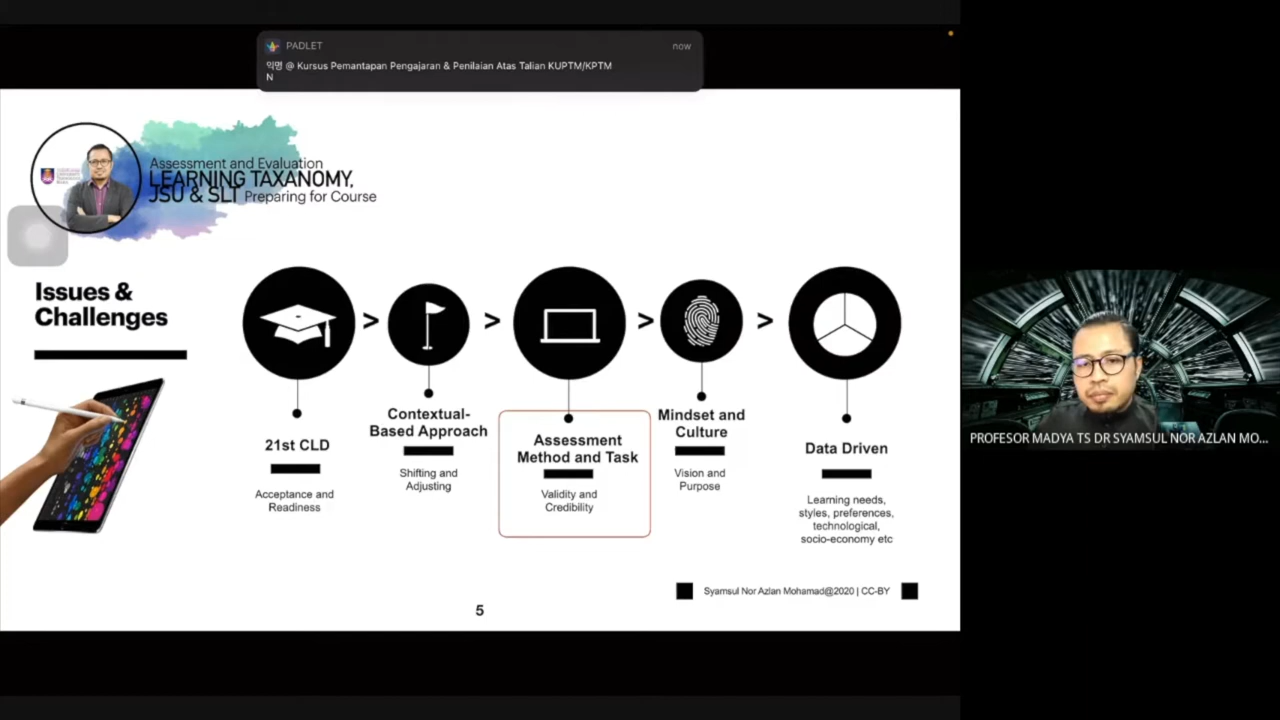 PADLET
now
익명 @ Kursus Pemantapan Pengajaran & Penilaian Atas Talian KUPTM/KPTM
N
Assessment and Evaluation
LEARNING TAXANOMY,
JSU & SLT Preparing for Course
Issues &
Challenges
>
>
>
>
21st CLD
Acceptance and
Readiness
Contextual-
Based Approach
Shifting and
Adjusting
Assessment
Method and Task
Validity and
Credibility
Mindset and
Culture
Vision and
Purpose
Data Driven
Learning needs,
styles, preferences,
technological,
socio-economy etc
Syamsul Nor Azlan Mohamad@2020 | CC-BY
5
PROFESOR MADYA TS DR SYAMSUL NOR AZLAN MO...